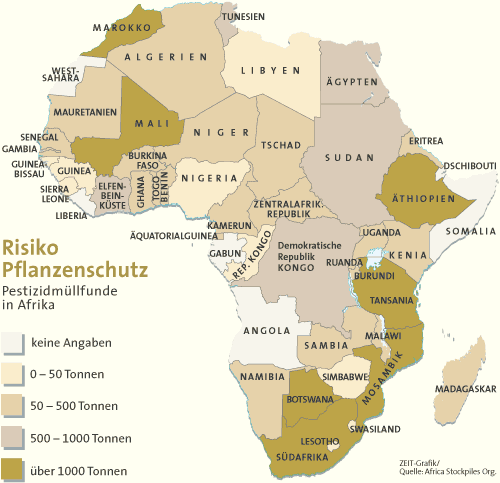 MAROKKO
TUNESIEN
ALGERIEN
LIBYEN
ÄGYPTEN
WEST-
SAHARA
MAURETANIEN
MALI
NIGER
TSCHAD
SUDAN
ERITREA
SENEGAL
GAMBIA
GUINEA-
BISSAU
GUINEA
SIERRA
LEONE
LIBERIA
BURKINA
FASO
ELFEN-
BEIN-
KÜSTE
GHANA
TOGO
BENIN
NIGERIA
DSCHIBOUTI
ÄTHIOPIEN
SOMALIA
ZENTRALAFRIK.
REPUBLIK
KAMERUN
ÄQUATORIALGUINEA
GABUN
REP. KONGO
Demokratische
Republik
KONGO
UGANDA
KENIA
RUANDA
BURUNDI
TANSANIA
ANGOLA
SAMBIA
MALAWI
MOSAMBIK
SIMBABWE
NAMIBIA
BOTSWANA
MADAGASKAR
SWASILAND
LESOTHO
SÜDAFRIKA
Risiko
Pflanzenschutz
Pestizidmüllfunde
in Afrika
keine Angaben
0 – 50 Tonnen
50 – 500 Tonnen
500 – 1000 Tonnen
über 1000 Tonnen
ZEIT-Grafik/
Quelle: Africa Stockpiles Org.